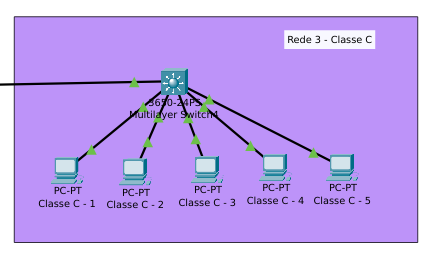 Rede 3 - Classe C
3650-24PS
Multilayer Switch4
PC-PT
Classe C - 1
PC-PT
Classe C - 2
PC-PT
Classe C - 3
PC-PT
Classe C - 4
PC-PT
Classe C - 5